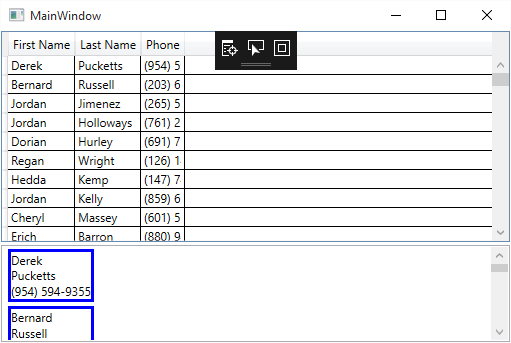 MainWindow
First Name Last Name Phone
Derek Pucketts (954) 5
Bernard Russell (203) 6
Jordan Jimenez (265) 5
Jordan Holloways (761) 2
Dorian Hurley (691) 7
Regan Wright (126) 1
Hedda Kemp (147) 7
Jordan Kelly (859) 6
Cheryl Massey (601) 5
Erich Barron (880) 9
Derek
Pucketts
(954) 594-9355
Bernard
Russell